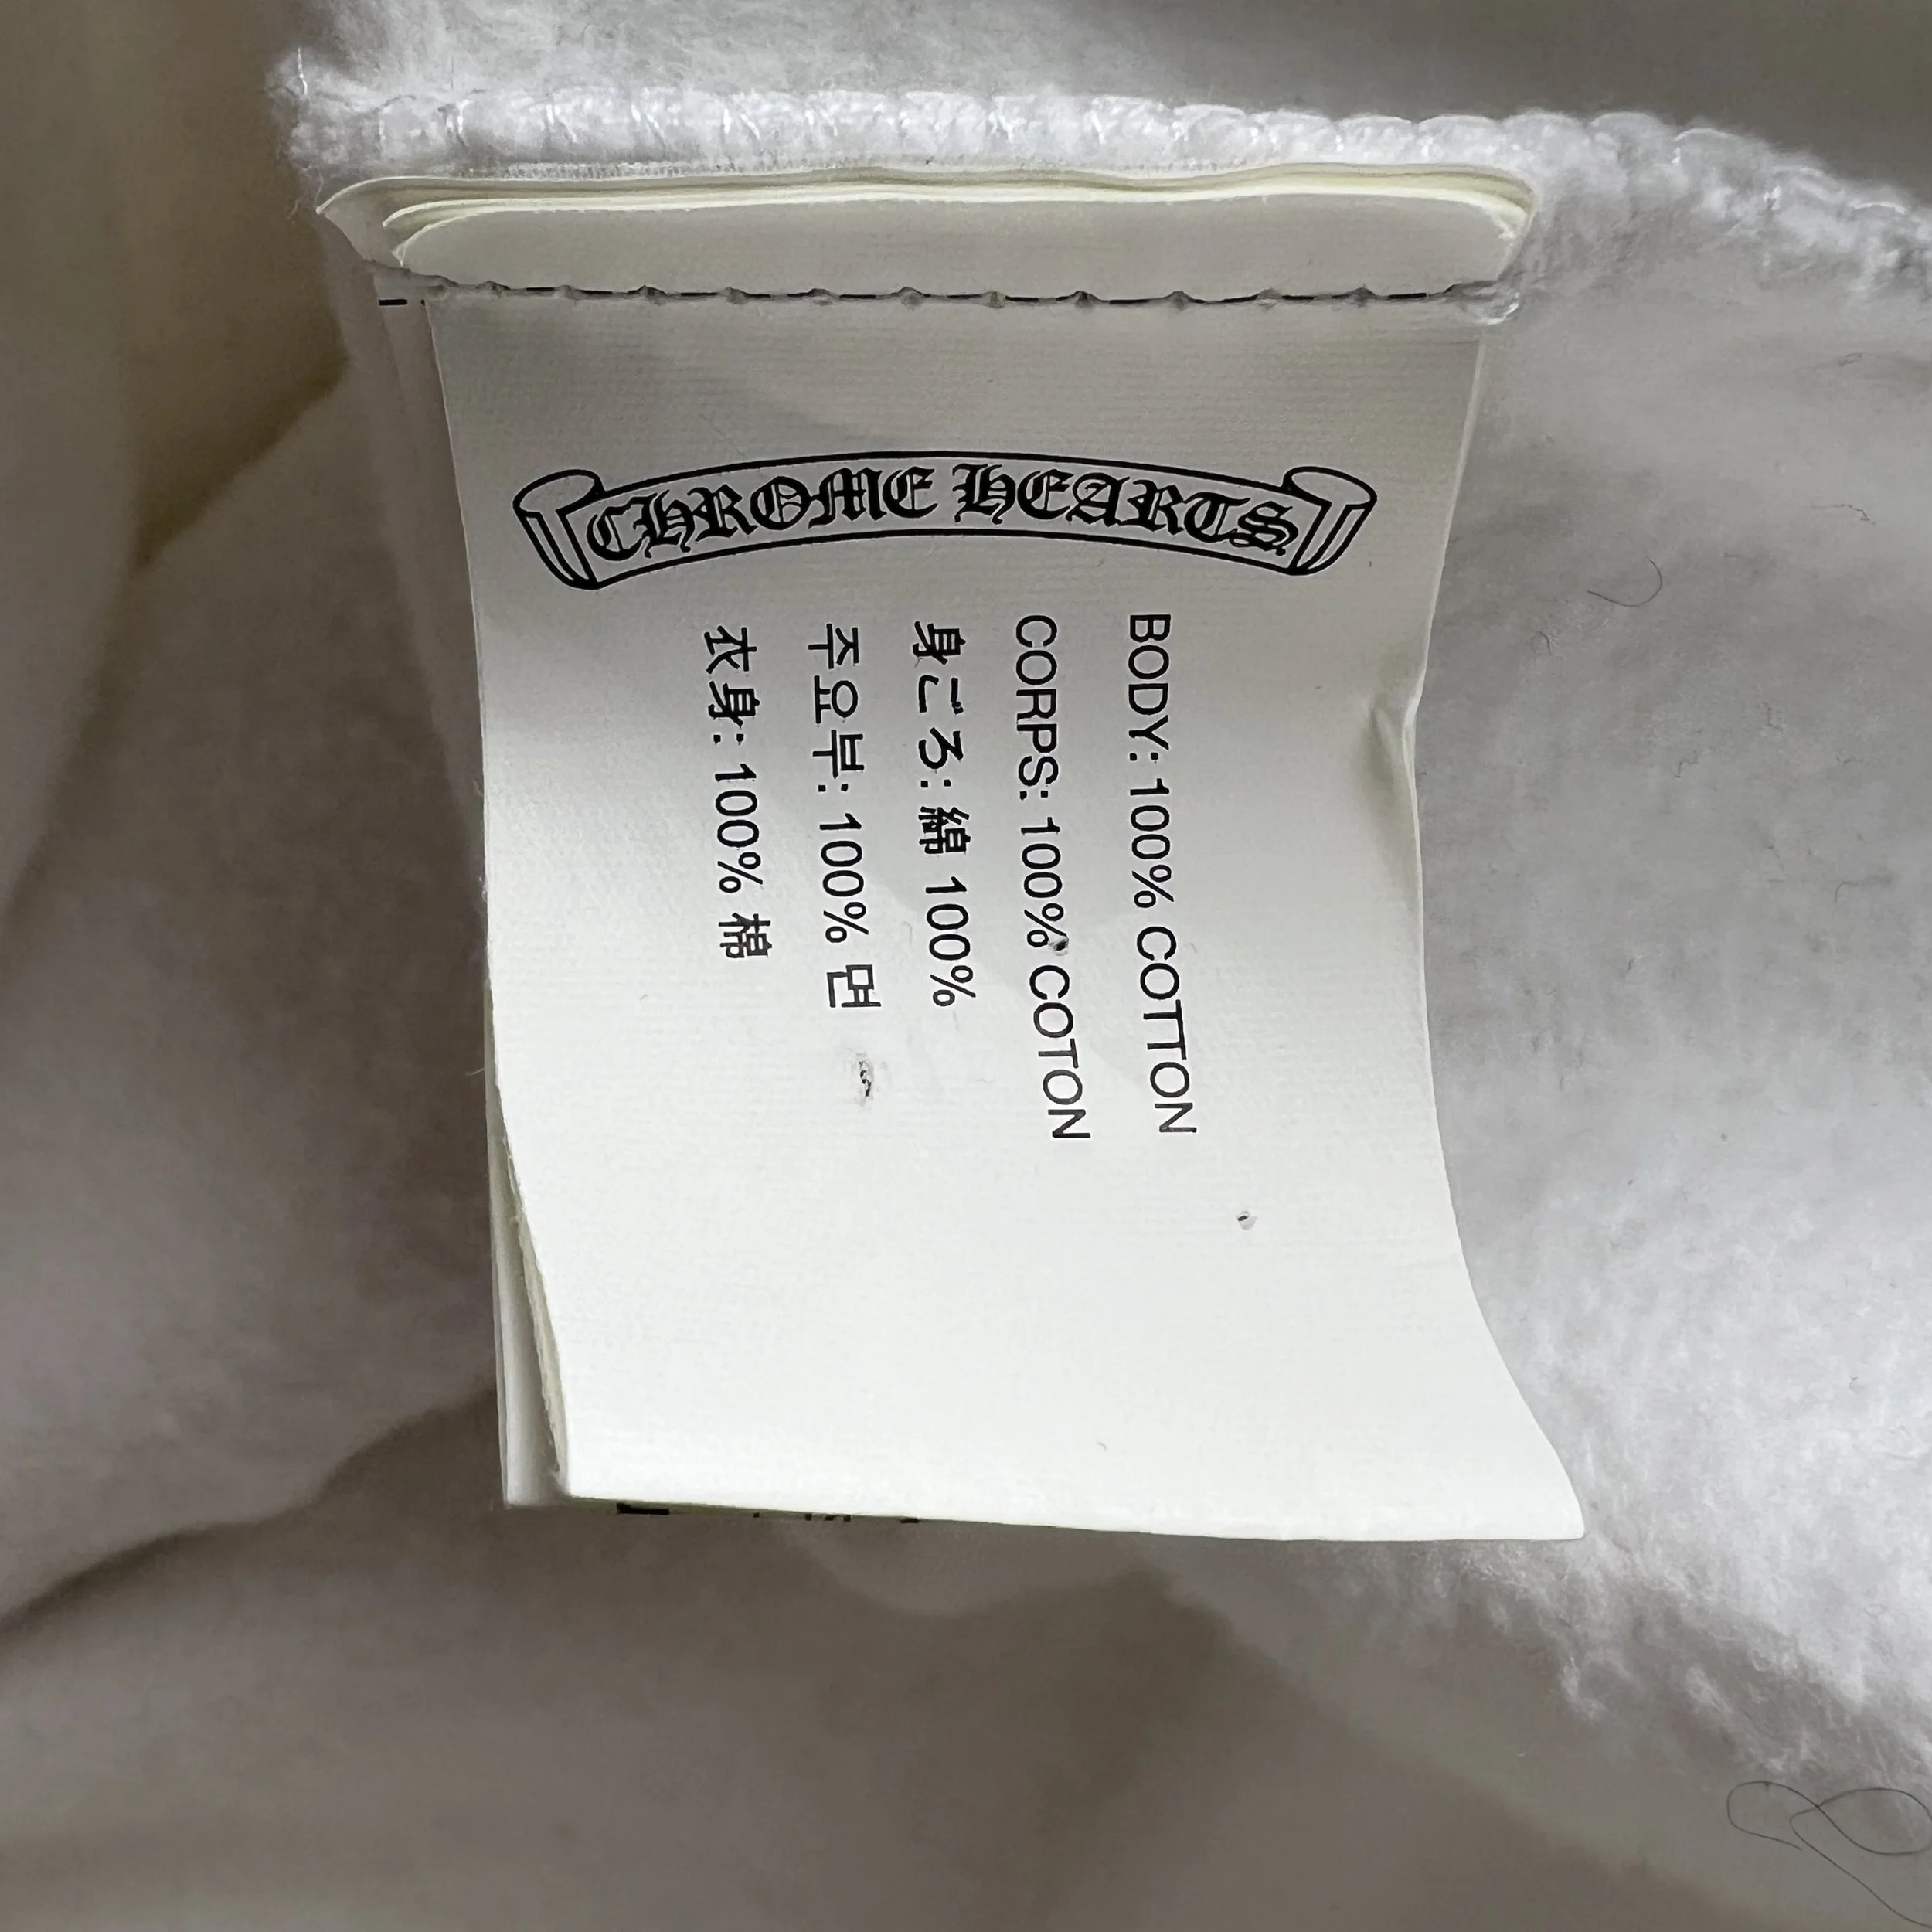 CHROME HEARTS
BODY: 100% COTTON
CORPS: 100% COTON
身ごろ: 綿 100%
주요부: 100% 면
衣身: 100% 棉